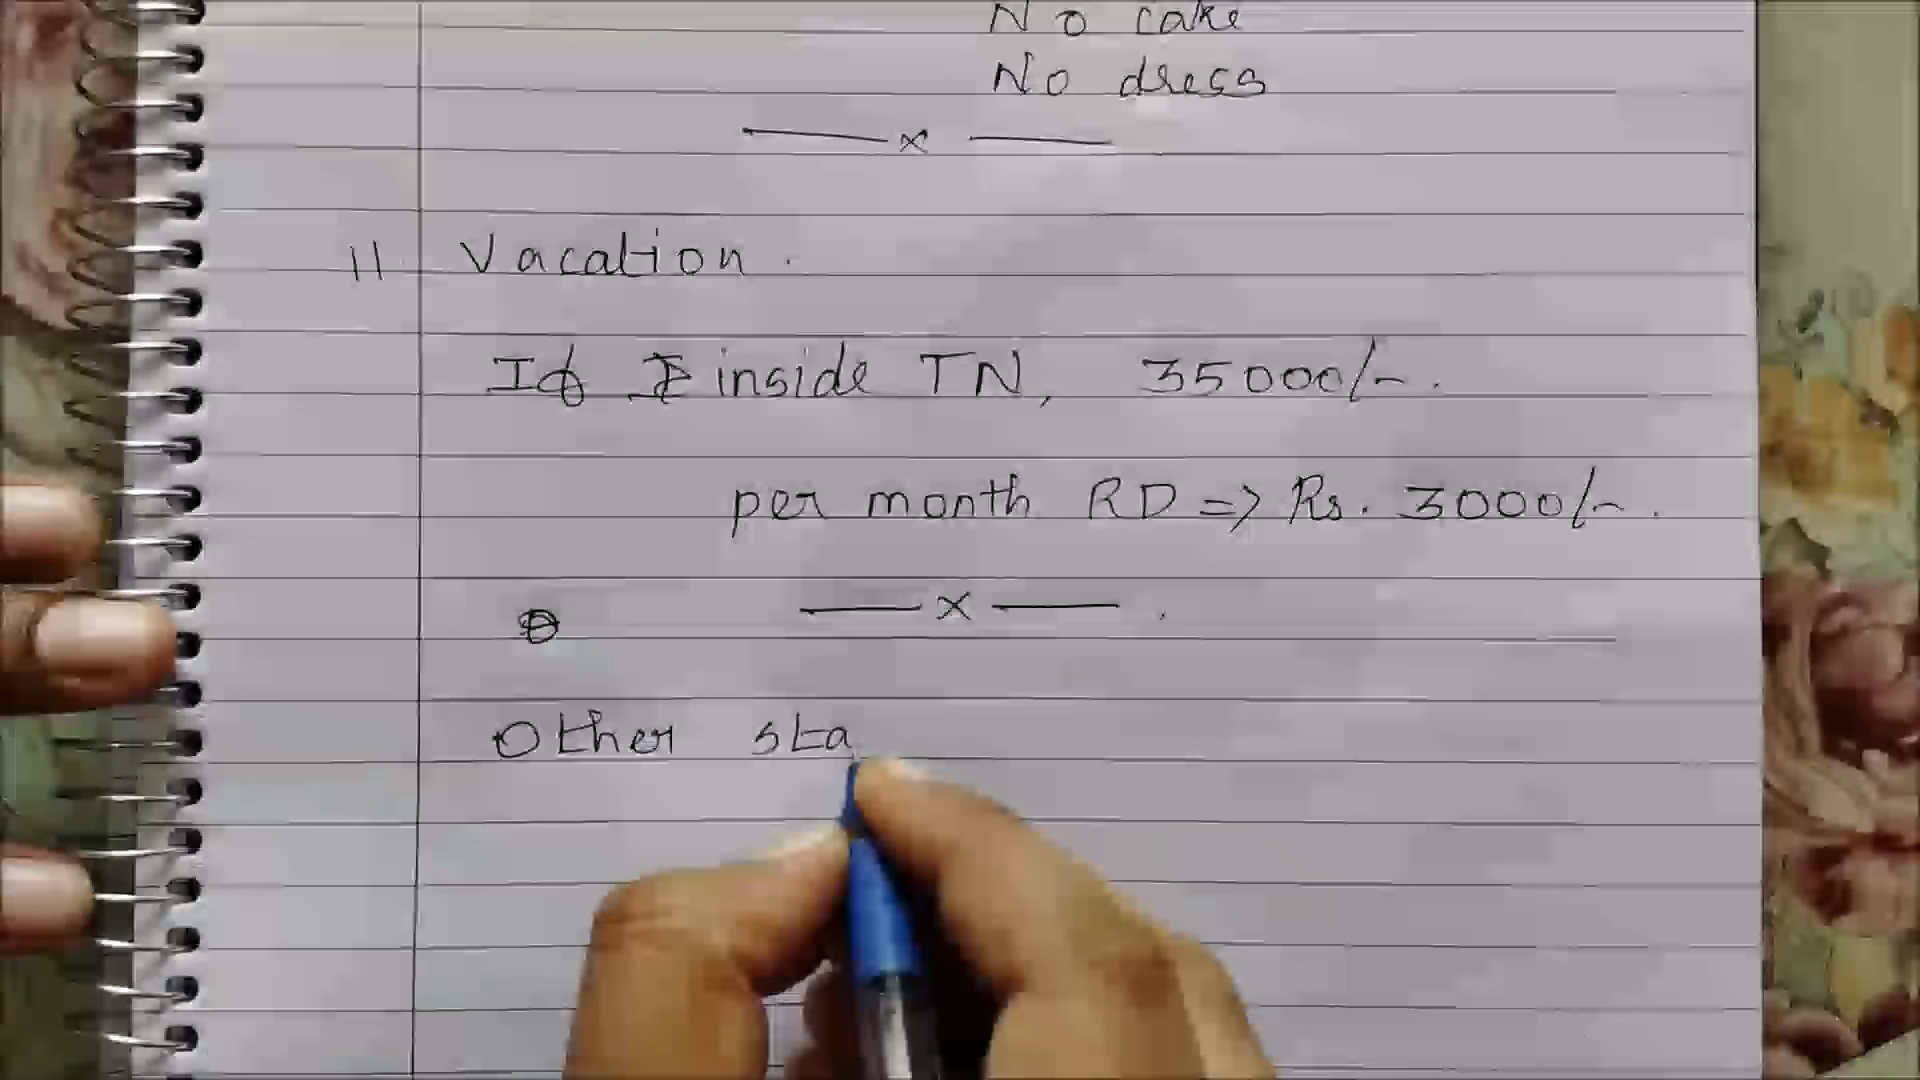 No cake
No dress
—— x ——
11 Vacation.
If inside TN, 35000/-.
per month RD => Rs. 3000/-.
—— x ——.
Other sta